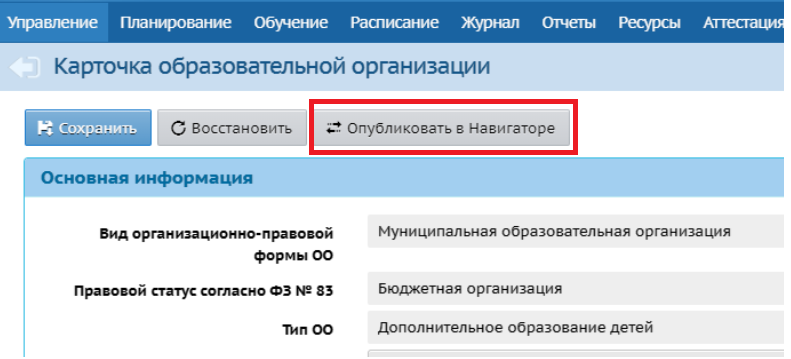 Управление Планирование Обучение Расписание Журнал Отчеты Ресурсы Аттестация
Карточка образовательной организации
Сохранить Восстановить Опубликовать в Навигаторе
Основная информация
Вид организационно-правовой Муниципальная образовательная организация
формы ОО
Правовой статус согласно ФЗ № 83 Бюджетная организация
Тип ОО Дополнительное образование детей